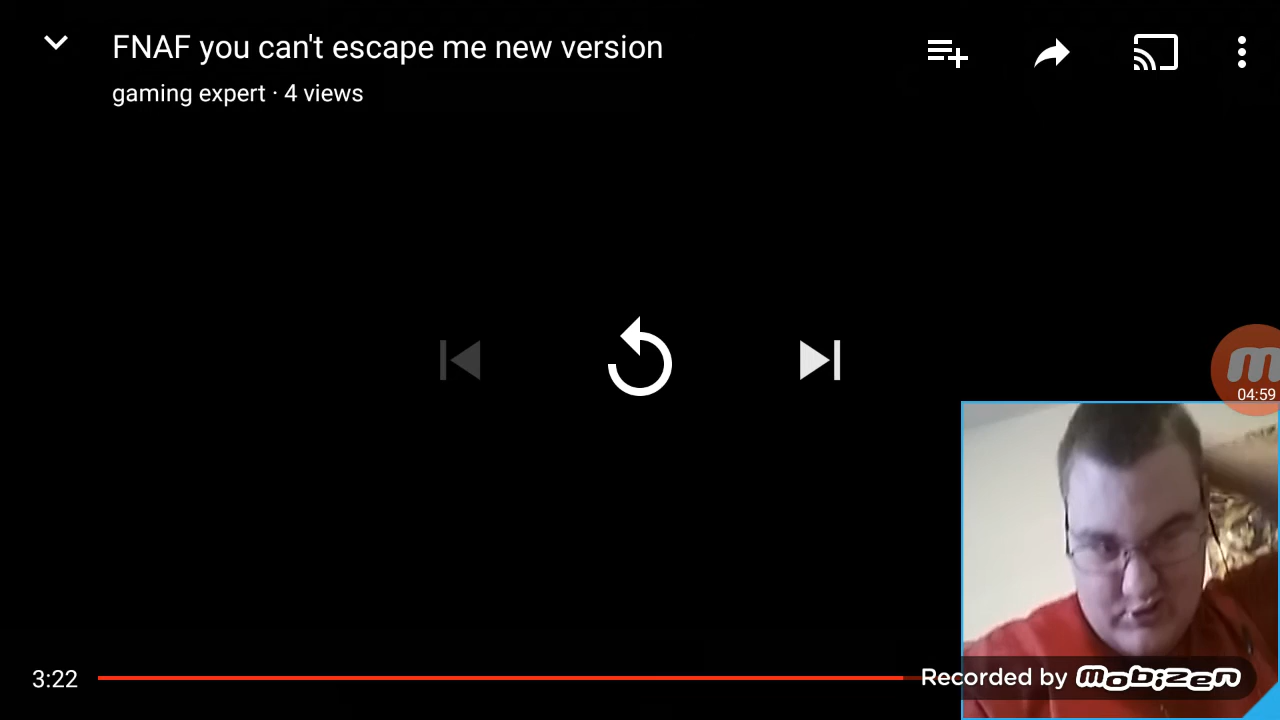 FNAF you can't escape me new version
gaming expert · 4 views
04:59
3:22
Recorded by mobizen